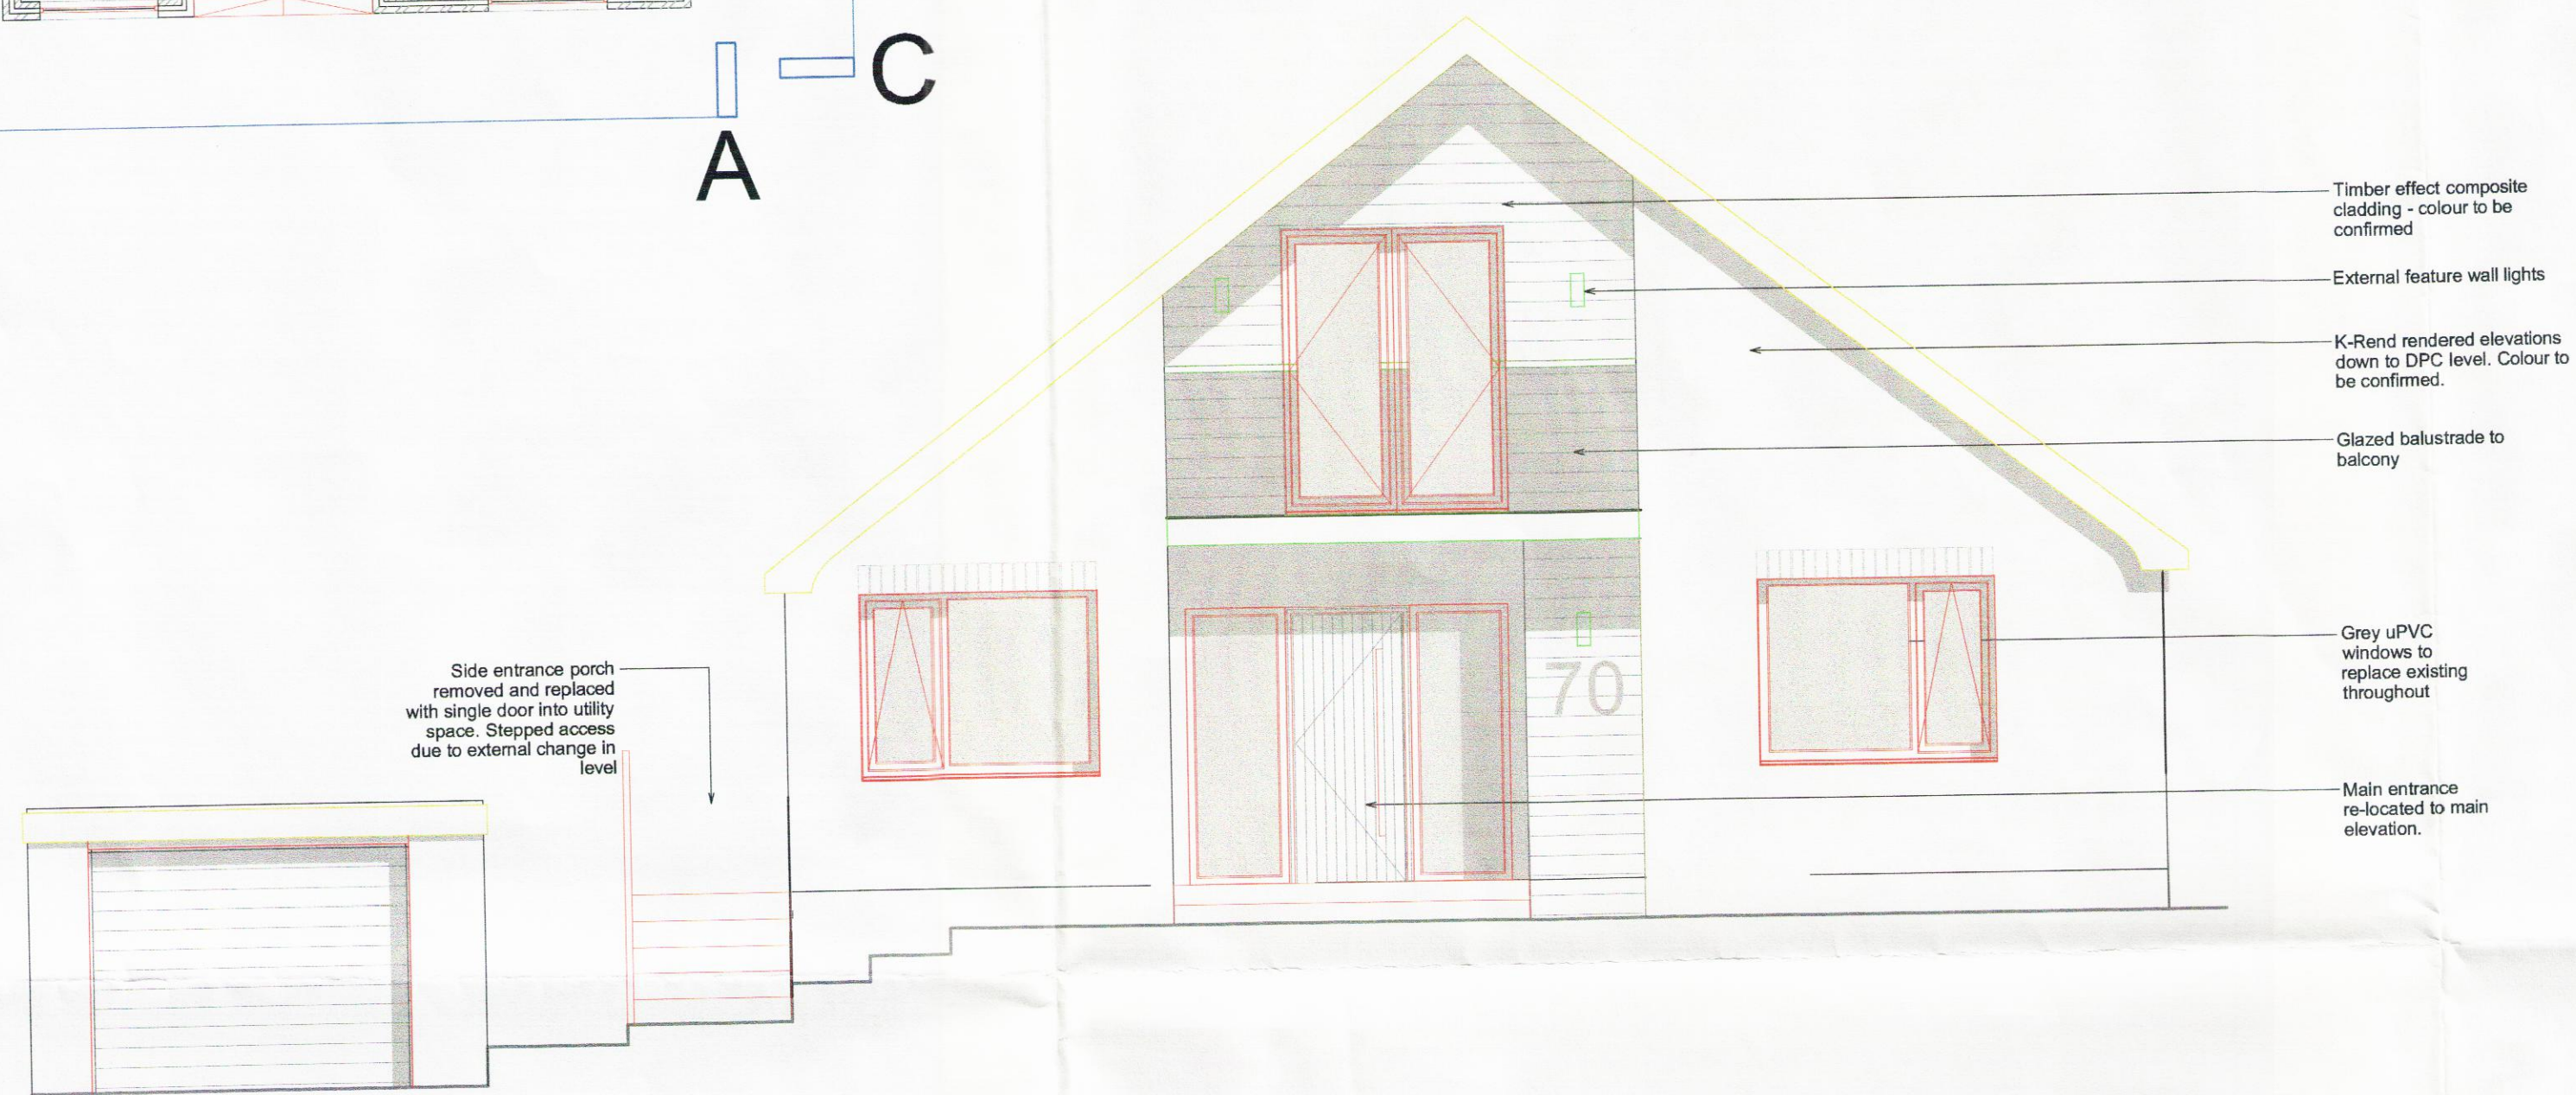 C
A
Timber effect composite
cladding - colour to be
confirmed
External feature wall lights
K-Rend rendered elevations
down to DPC level. Colour to
be confirmed.
Glazed balustrade to
balcony
Grey uPVC
windows to
replace existing
throughout
70
Side entrance porch
removed and replaced
with single door into utility
space. Stepped access
due to external change in
level
Main entrance
re-located to main
elevation.